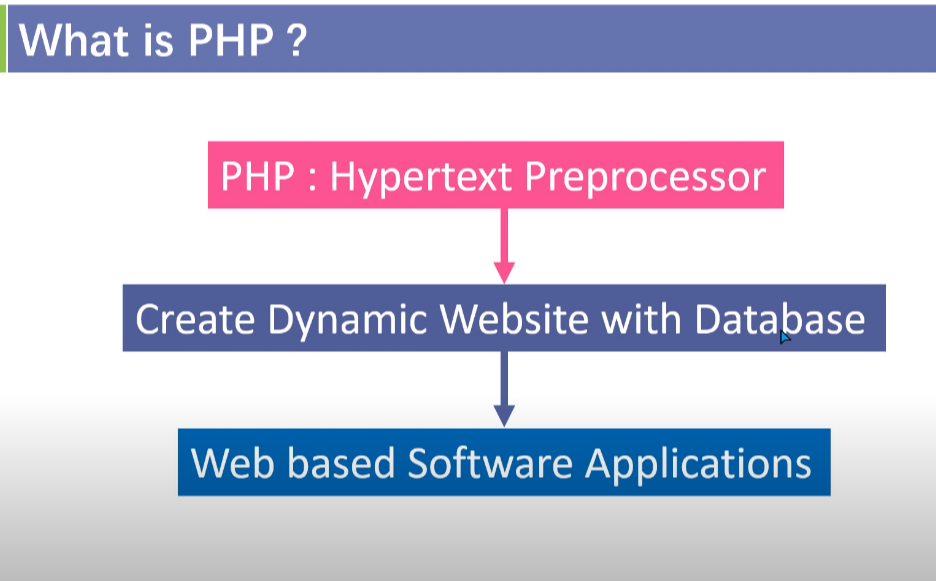 What is PHP ?
PHP : Hypertext Preprocessor
Create Dynamic Website with Database
Web based Software Applications